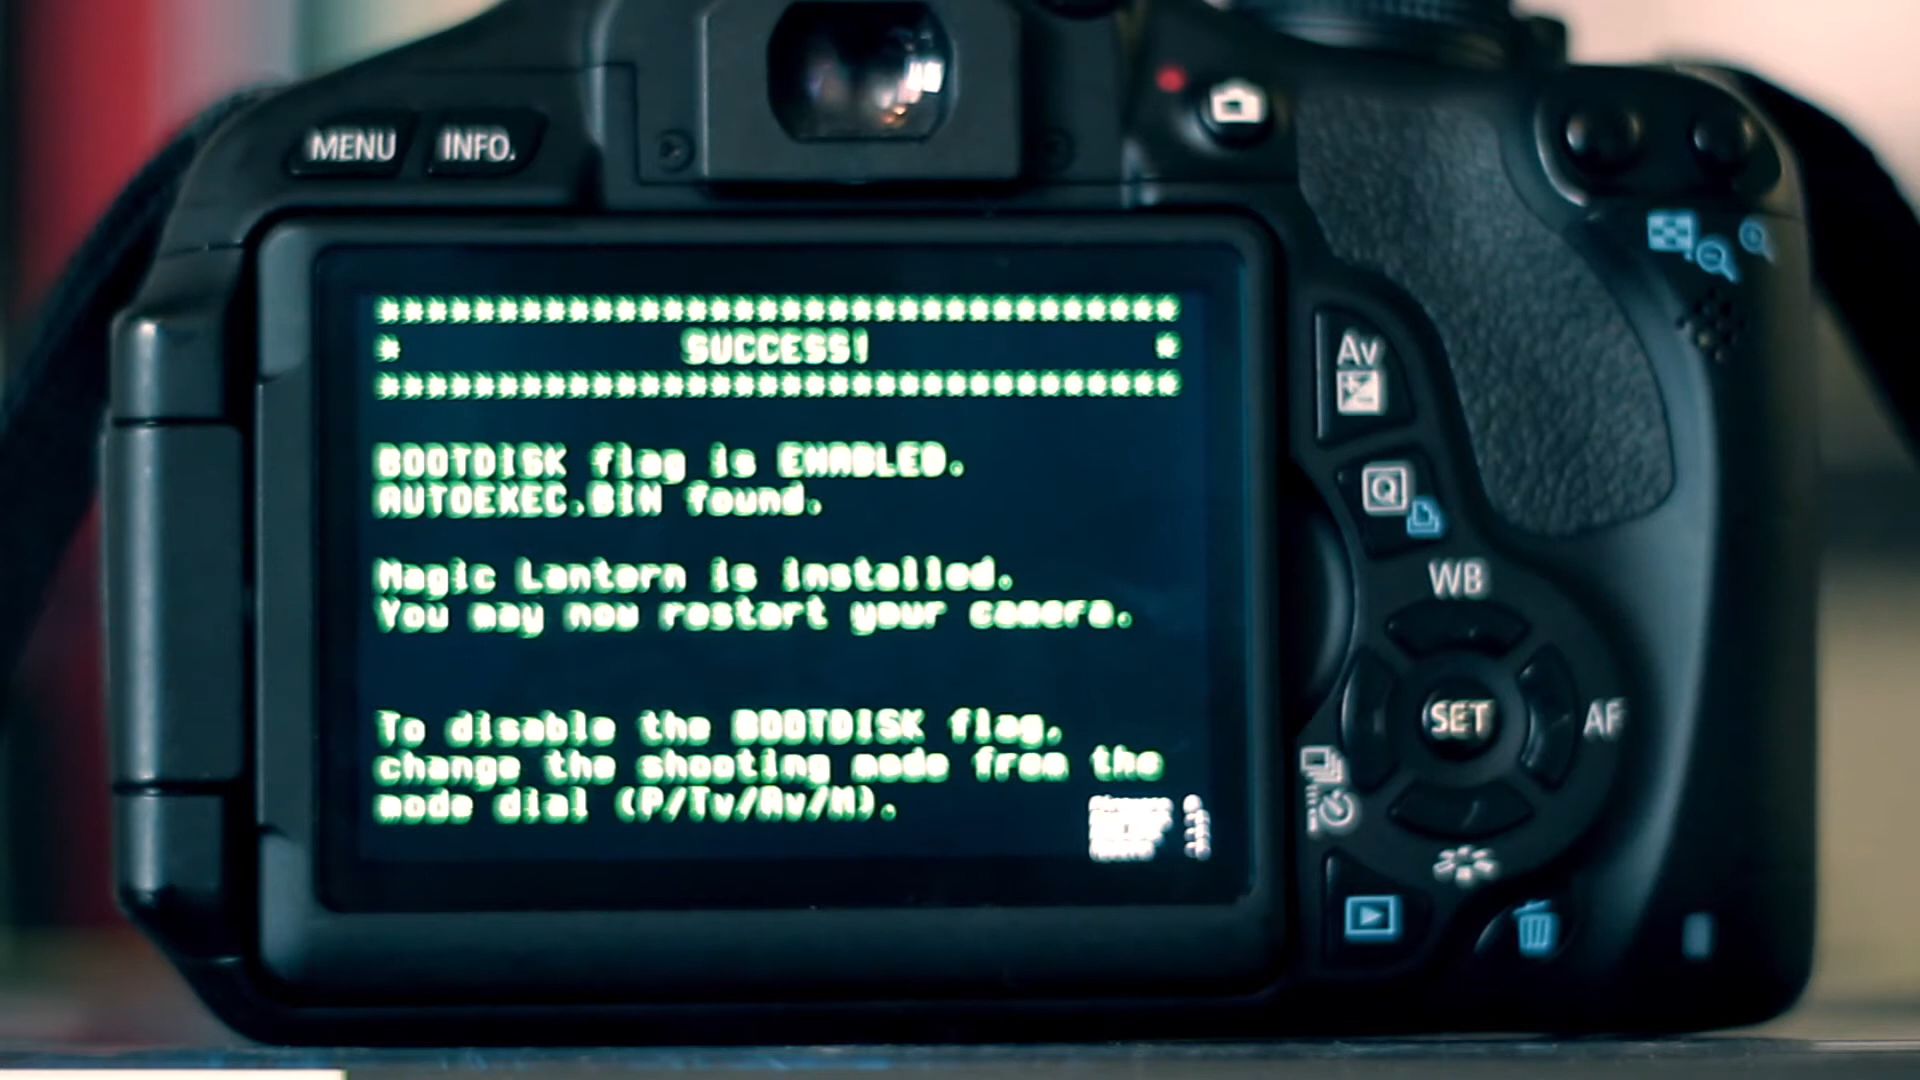 MENU INFO.
**********************************
* SUCCESS! *
**********************************
BOOTDISK flag is ENABLED.
AUTOEXEC.BIN found.
Magic Lantern is installed.
You may now restart your camera.
To disable the BOOTDISK flag,
change the shooting mode from the
mode dial (P/Tv/Av/M).
Av
Q
WB
SET
AF